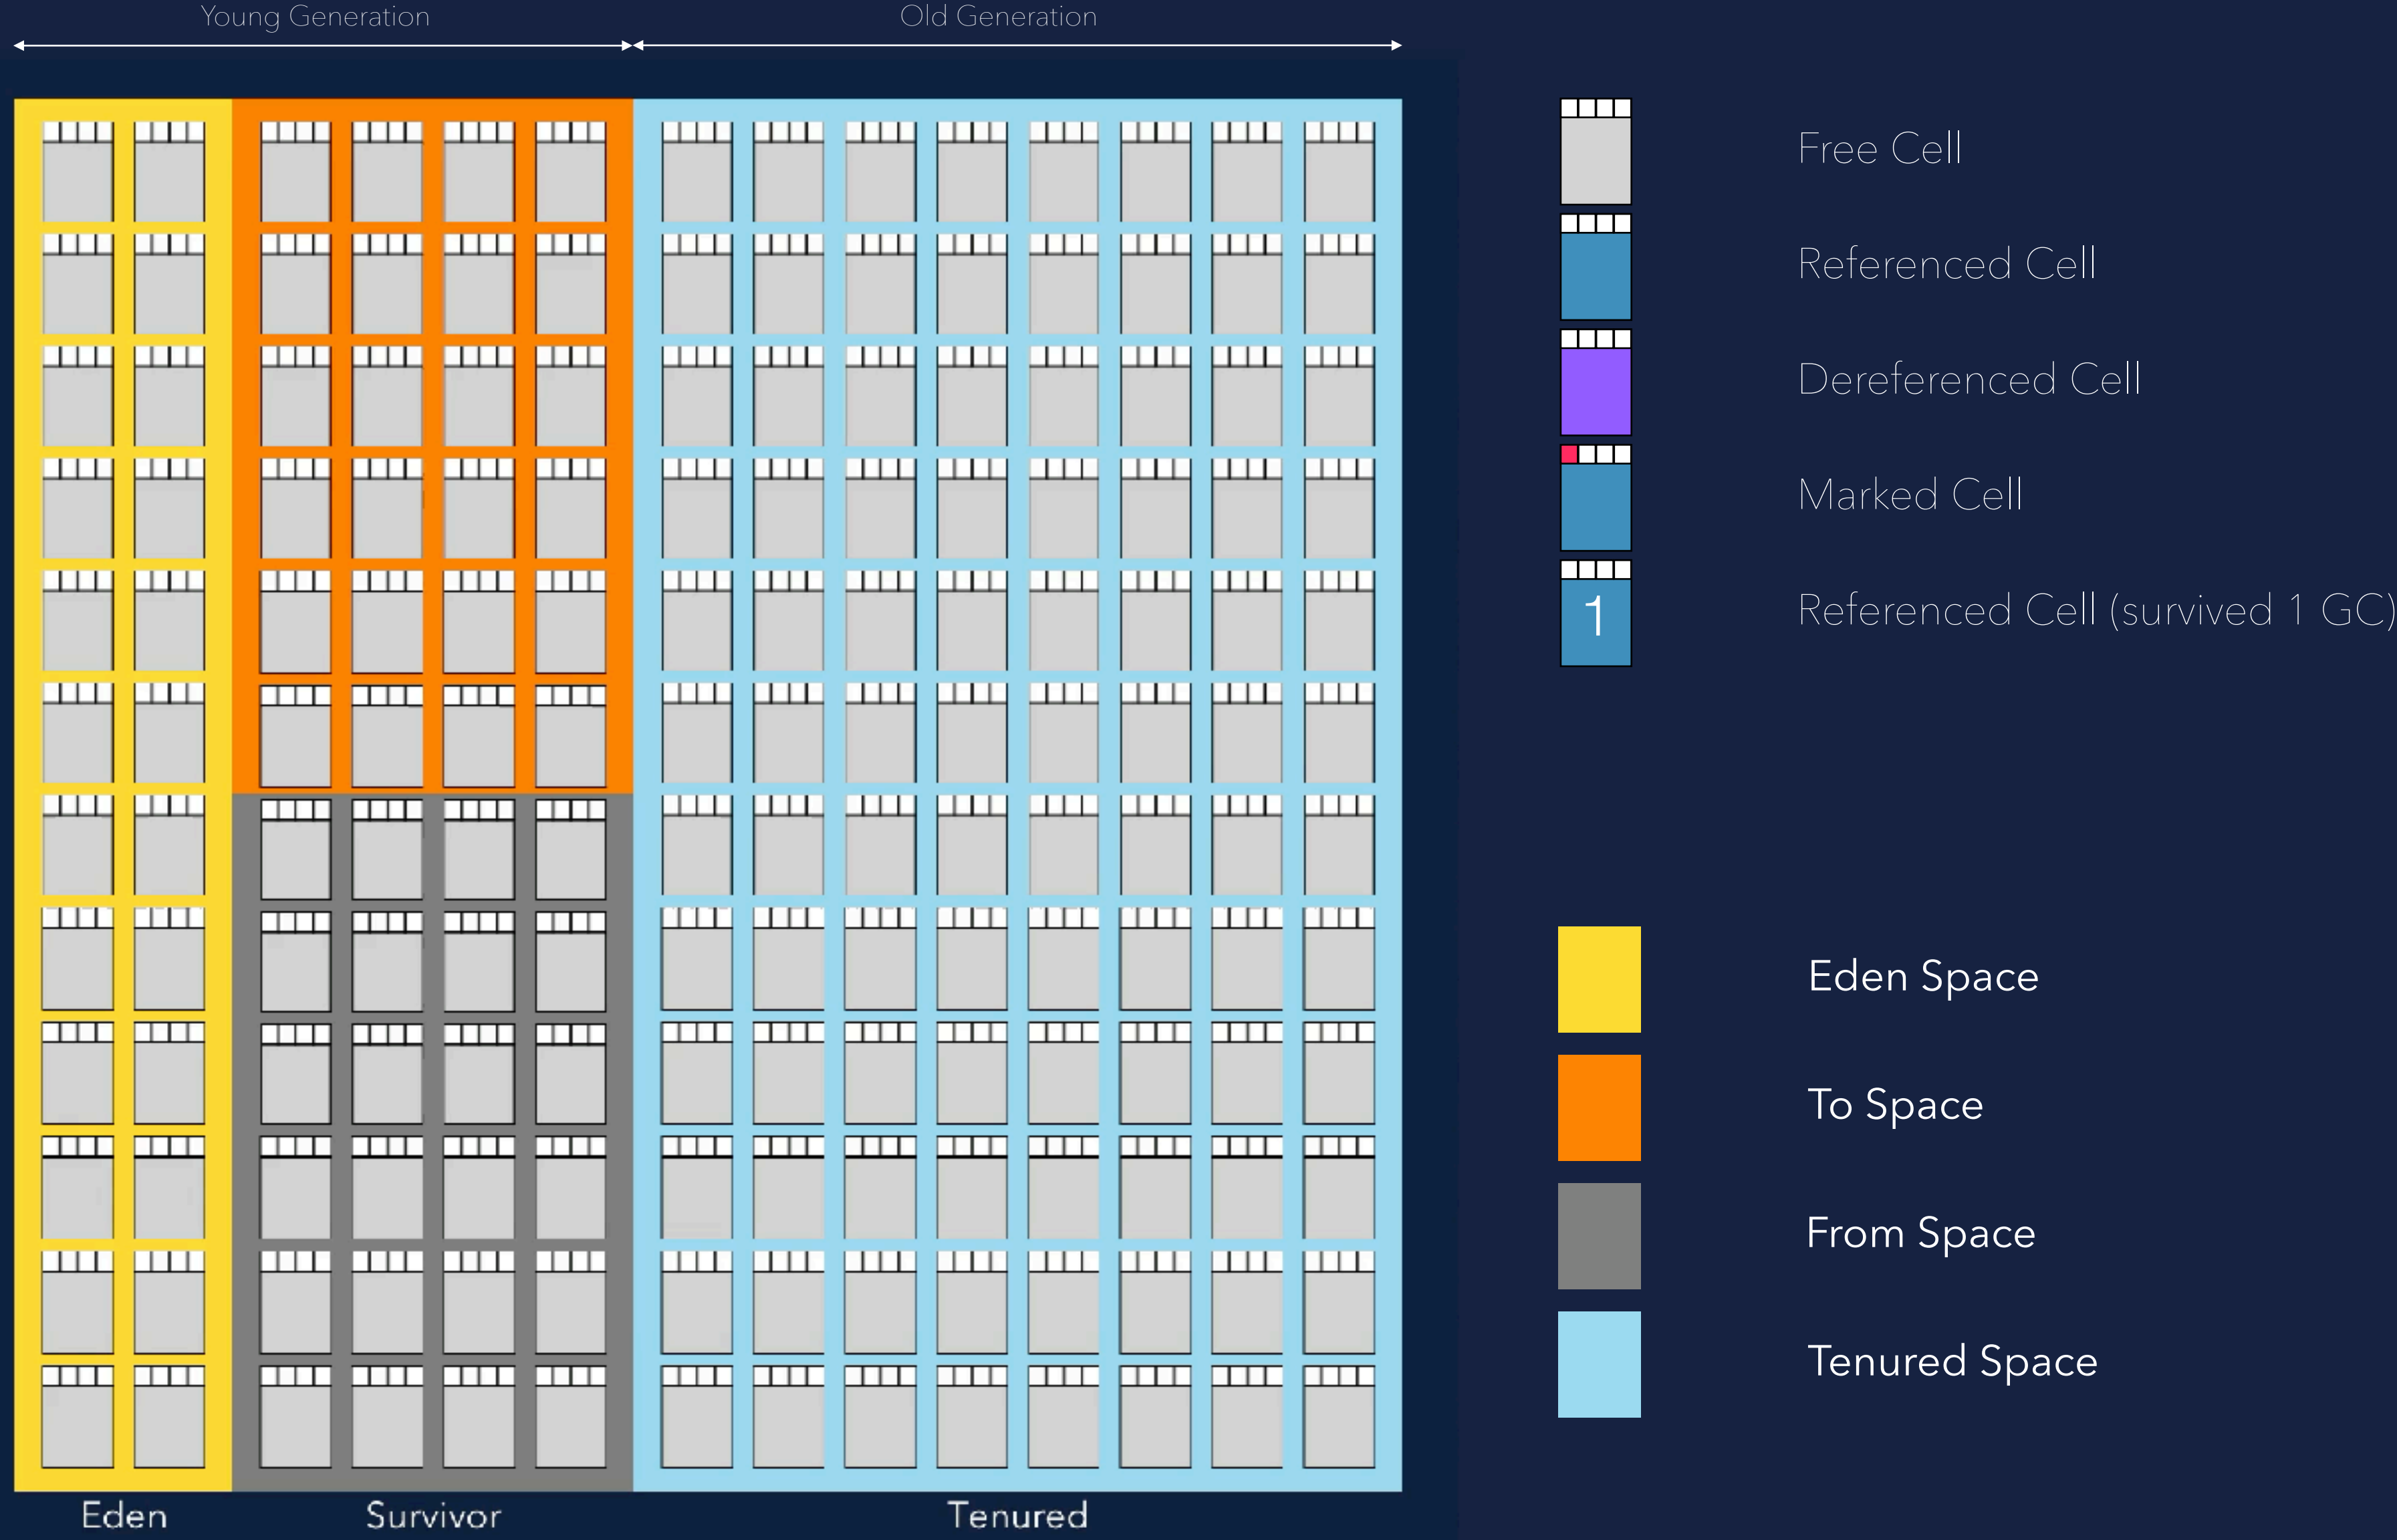 Young Generation
Old Generation
Free Cell
Referenced Cell
Dereferenced Cell
Marked Cell
1
Referenced Cell (survived 1 GC)
Eden Space
To Space
From Space
Tenured Space
Eden
Survivor
Tenured